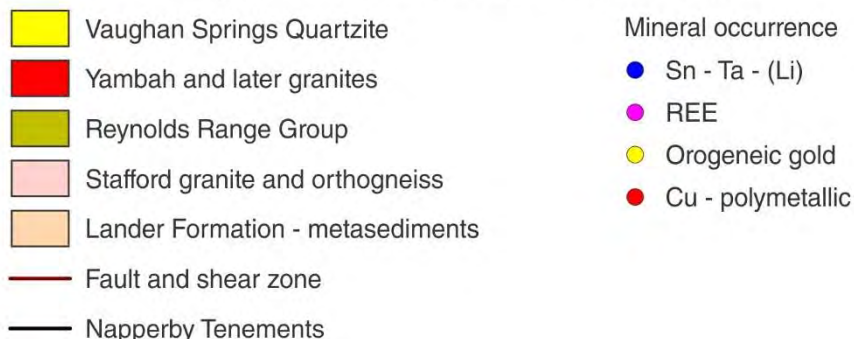 Vaughan Springs Quartzite
Yambah and later granites
Reynolds Range Group
Stafford granite and orthogneiss
Lander Formation - metasediments
Fault and shear zone
Napperby Tenements
Mineral occurrence
Sn - Ta - (Li)
REE
Orogeneic gold
Cu - polymetallic